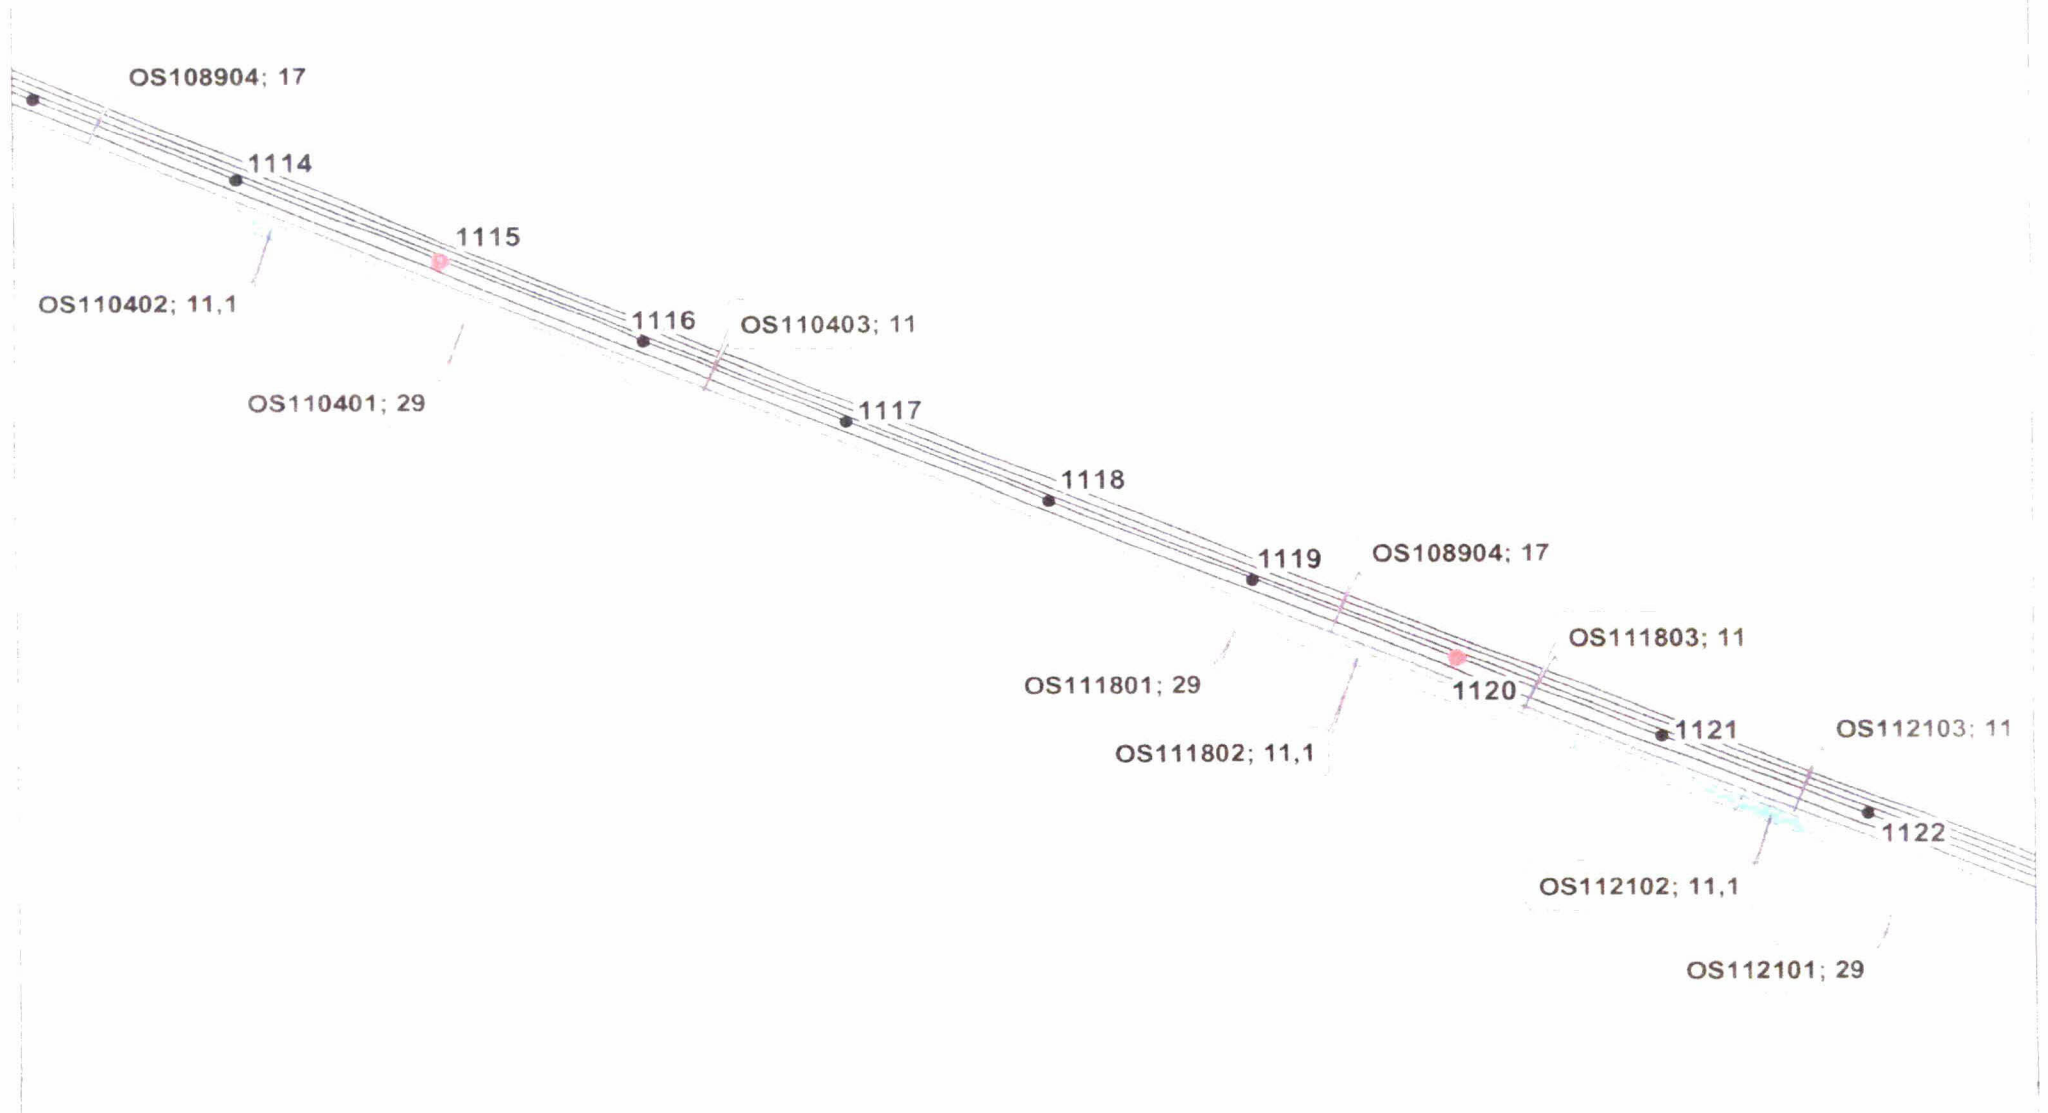 OS108904; 17
1114
1115
OS110402; 11,1
1116
OS110403; 11
OS110401; 29
1117
1118
1119
OS108904; 17
OS111803; 11
OS111801; 29
1120
OS111802; 11,1
1121
OS112103; 11
1122
OS112102; 11,1
OS112101; 29